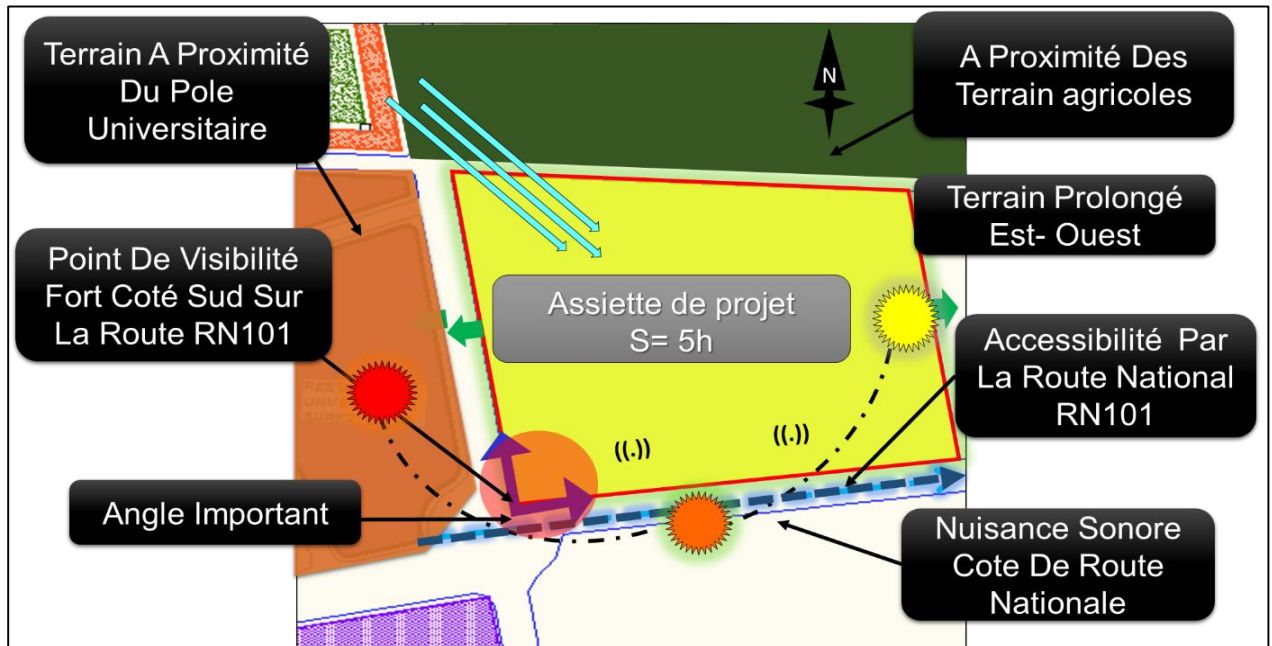 Terrain A Proximité
Du Pole
Universitaire
N
A Proximité Des
Terrain agricoles
Terrain Prolongé
Est- Ouest
Point De Visibilité
Fort Coté Sud Sur
La Route RN101
Assiette de projet
S= 5h
Accessibilité Par
La Route National
RN101
((.))
((.))
Angle Important
Nuisance Sonore
Cote De Route
Nationale